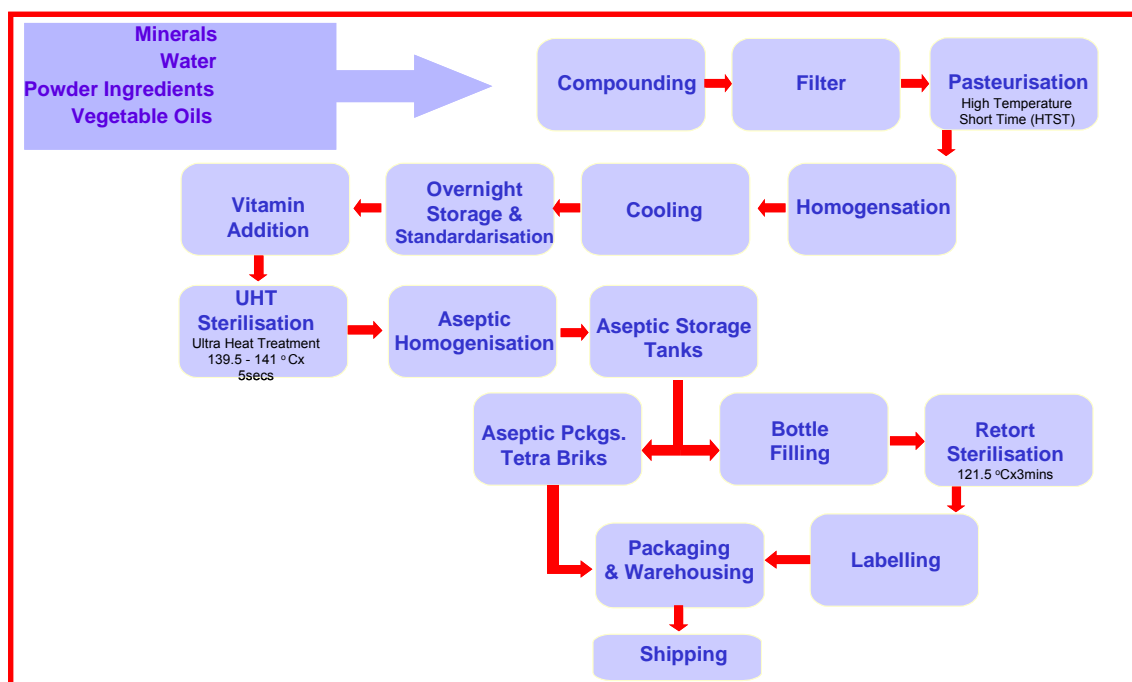 Minerals
Water
Powder Ingredients
Vegetable Oils
Compounding
Filter
Pasteurisation
High Temperature
Short Time (HTST)
Homogensation
Cooling
Overnight
Storage &
Standardarisation
Vitamin
Addition
UHT
Sterilisation
Ultra Heat Treatment
139.5 - 141 °Cx
5secs
Aseptic
Homogenisation
Aseptic Storage
Tanks
Aseptic Pckgs.
Tetra Briks
Bottle
Filling
Retort
Sterilisation
121.5 °Cx3mins
Labelling
Packaging
& Warehousing
Shipping